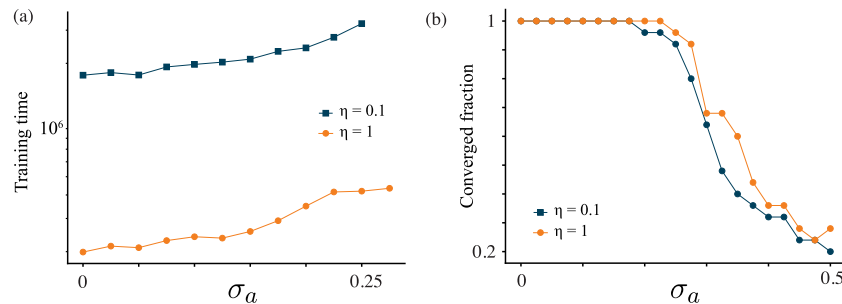 (a)
Training time
10^6
η = 0.1
η = 1
0
0.25
σ_a
(b)
Converged fraction
1
0.2
η = 0.1
η = 1
0
0.5
σ_a